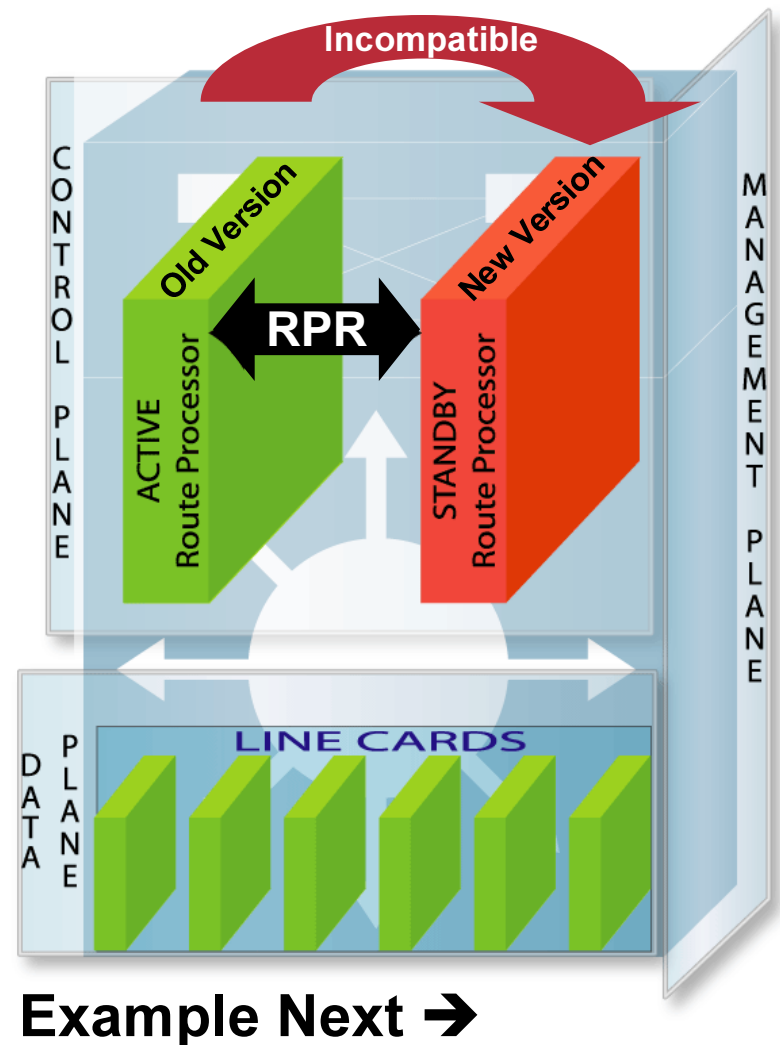 Incompatible
CONTROL PLANE
Old Version
New Version
RPR
ACTIVE
Route Processor
STANDBY
Route Processor
MANAGEMENT PLANE
LINE CARDS
DATA PLANE
Example Next ➔